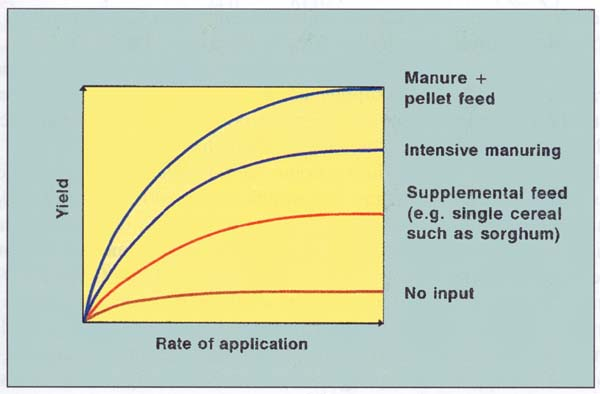 Manure +
pellet feed
Intensive manuring
Supplemental feed
(e.g. single cereal
such as sorghum)
No input
Yield
Rate of application